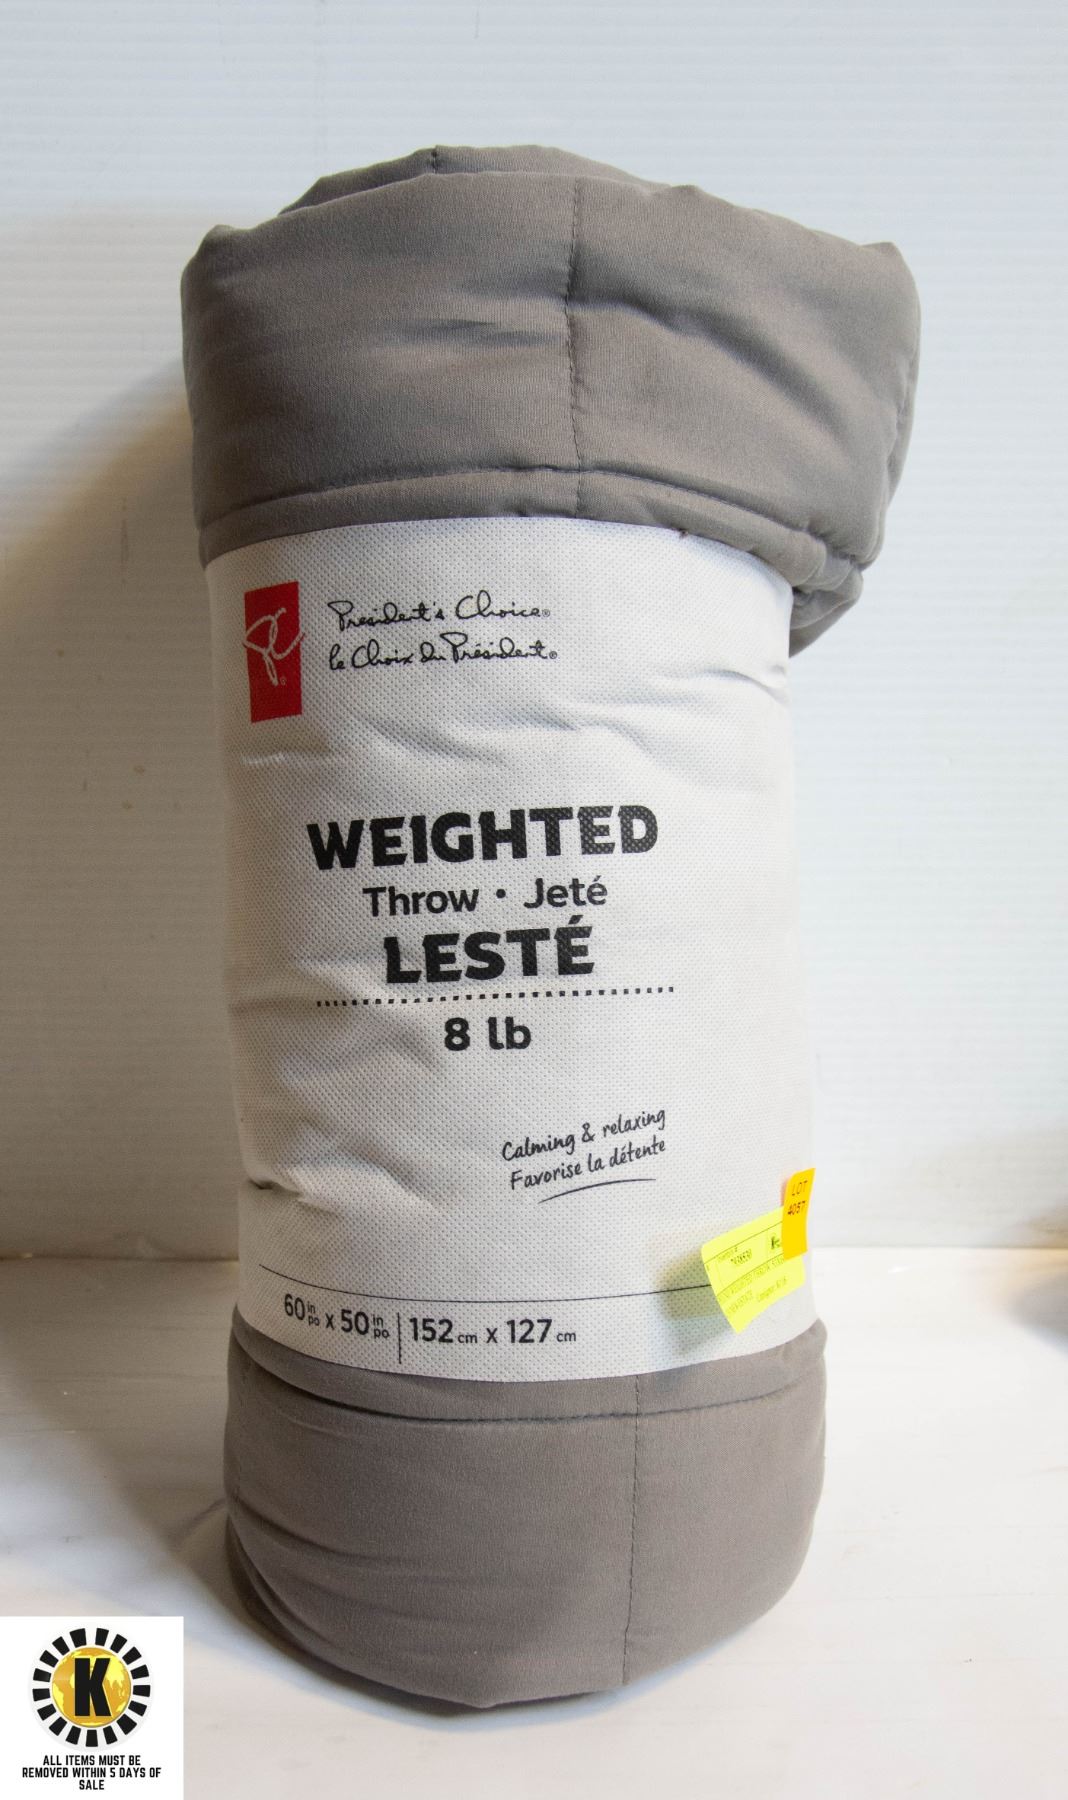 President's Choice®
le Choix du Président®
WEIGHTED
Throw • Jeté
LESTÉ
8 lb
Calming & relaxing
Favorise la détente
LOT
4057
60 in po x 50 in po | 152 cm x 127 cm
K
ALL ITEMS MUST BE
REMOVED WITHIN 5 DAYS OF
SALE